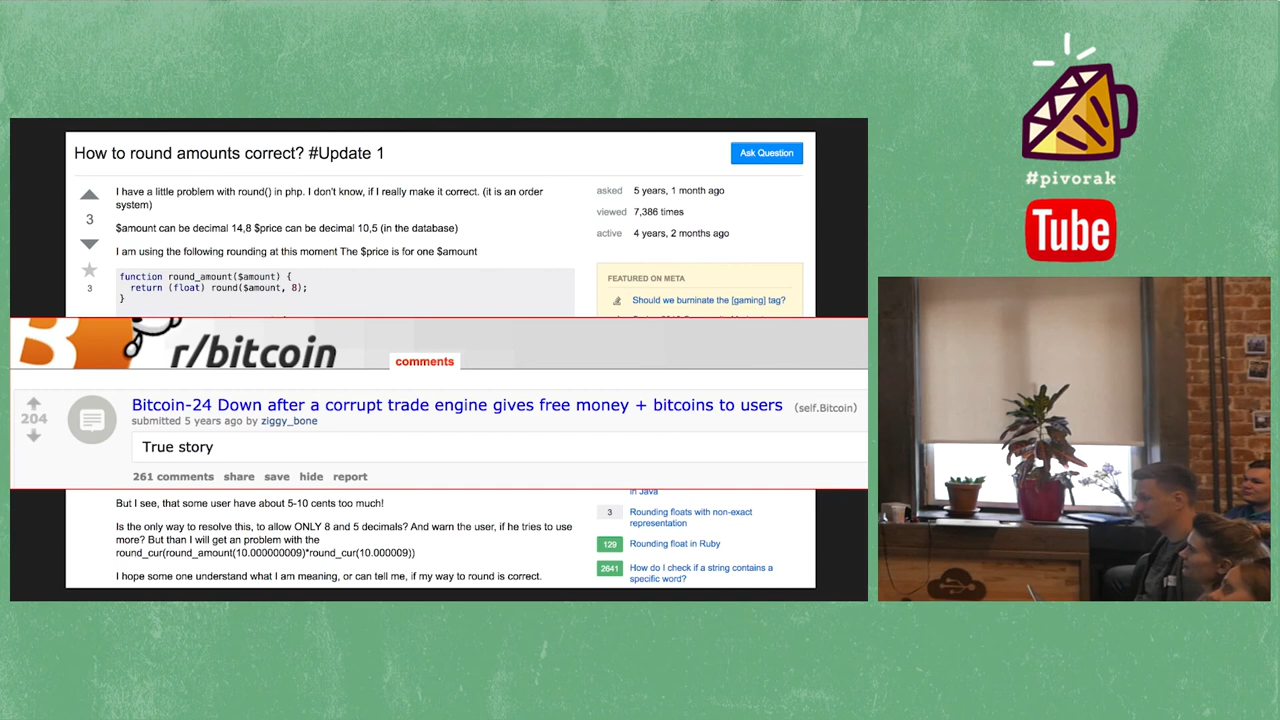 How to round amounts correct? #Update 1
Ask Question
3
3
I have a little problem with round() in php. I don't know, if I really make it correct. (it is an order
system)
$amount can be decimal 14,8 $price can be decimal 10,5 (in the database)
I am using the following rounding at this moment The $price is for one $amount
function round_amount($amount) {
return (float) round($amount, 8);
}
asked 5 years, 1 month ago
viewed 7,386 times
active 4 years, 2 months ago
FEATURED ON META
Should we burninate the [gaming] tag?
r/bitcoin
comments
204
Bitcoin-24 Down after a corrupt trade engine gives free money + bitcoins to users (self.Bitcoin)
submitted 5 years ago by ziggy_bone
True story
261 comments share save hide report
But I see, that some user have about 5-10 cents too much!
Is the only way to resolve this, to allow ONLY 8 and 5 decimals? And warn the user, if he tries to use
more? But than I will get an problem with the
round_cur(round_amount(10.000000009)*round_cur(10.000009))
I hope some one understand what I am meaning, or can tell me, if my way to round is correct.
in Java
3 Rounding floats with non-exact
representation
129 Rounding float in Ruby
2641 How do I check if a string contains a
specific word?
#pivorak
Tube